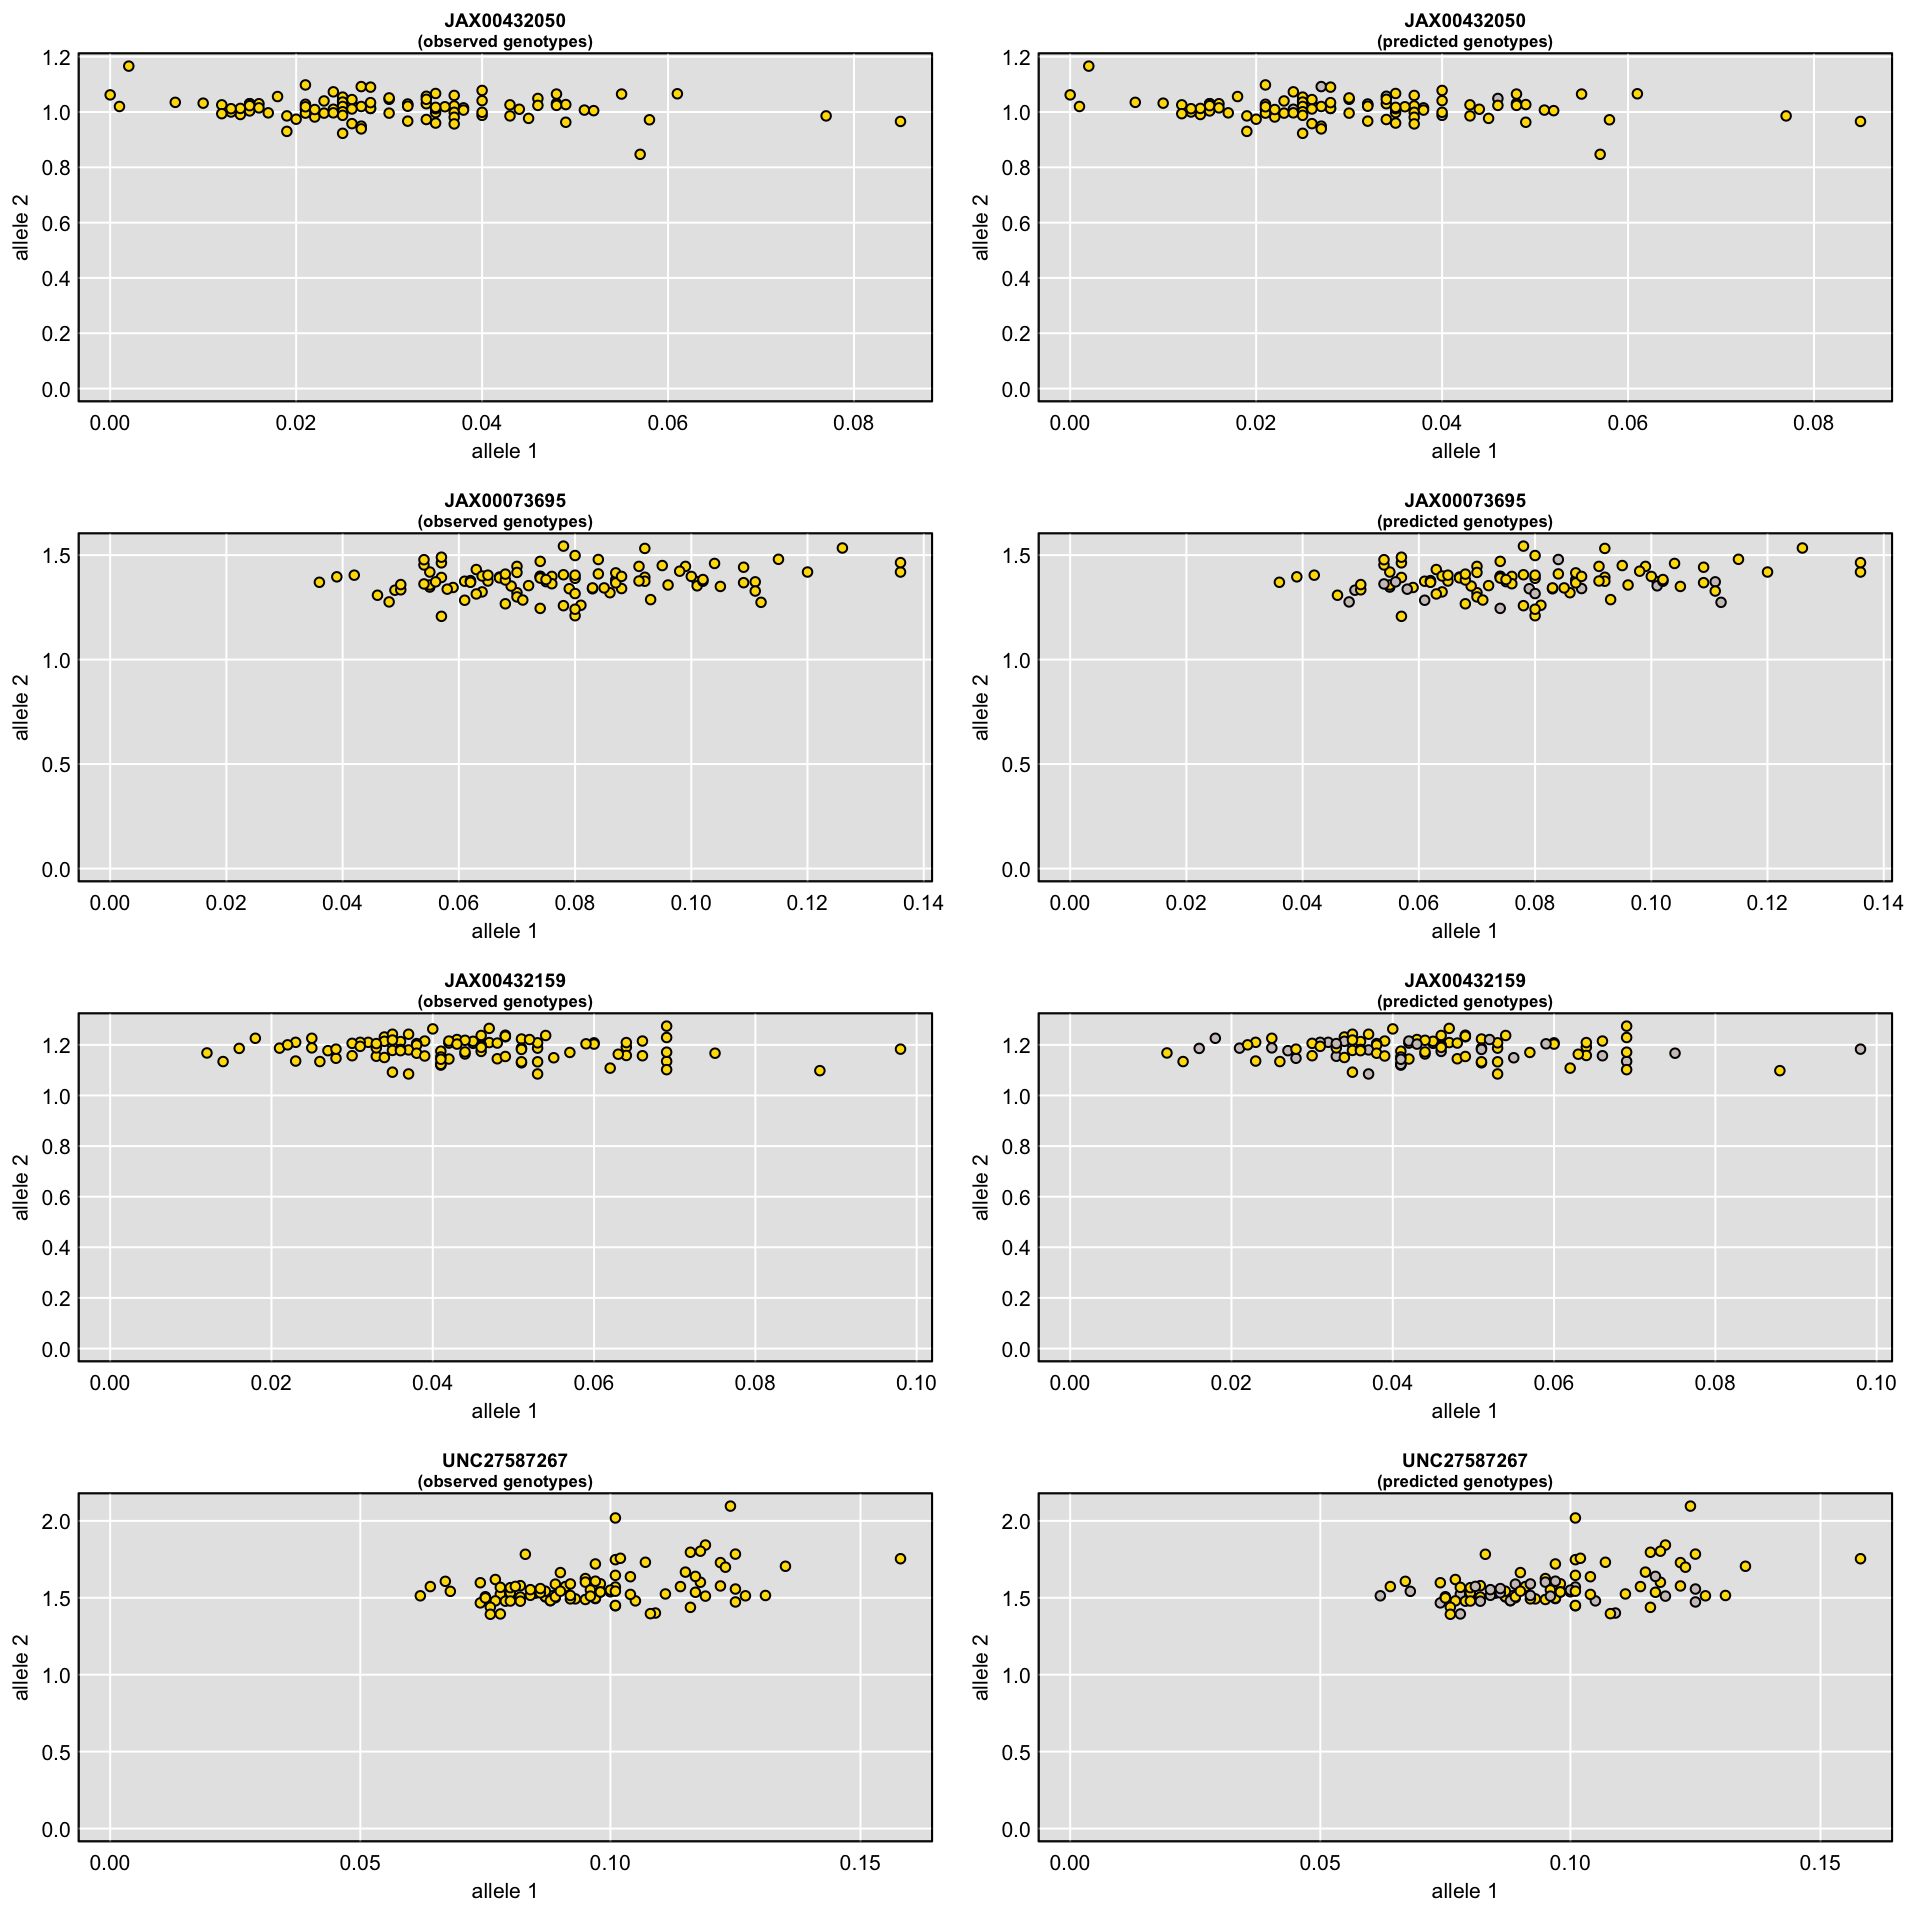 JAX00432050
(observed genotypes)
1.2
1.0
0.8
0.6
0.4
0.2
0.0
allele 2
0.00 0.02 0.04 0.06 0.08
allele 1
JAX00432050
(predicted genotypes)
1.2
1.0
0.8
0.6
0.4
0.2
0.0
allele 2
0.00 0.02 0.04 0.06 0.08
allele 1
JAX00073695
(observed genotypes)
1.5
1.0
0.5
0.0
allele 2
0.00 0.02 0.04 0.06 0.08 0.10 0.12 0.14
allele 1
JAX00073695
(predicted genotypes)
1.5
1.0
0.5
0.0
allele 2
0.00 0.02 0.04 0.06 0.08 0.10 0.12 0.14
allele 1
JAX00432159
(observed genotypes)
1.2
1.0
0.8
0.6
0.4
0.2
0.0
allele 2
0.00 0.02 0.04 0.06 0.08 0.10
allele 1
JAX00432159
(predicted genotypes)
1.2
1.0
0.8
0.6
0.4
0.2
0.0
allele 2
0.00 0.02 0.04 0.06 0.08 0.10
allele 1
UNC27587267
(observed genotypes)
2.0
1.5
1.0
0.5
0.0
allele 2
0.00 0.05 0.10 0.15
allele 1
UNC27587267
(predicted genotypes)
2.0
1.5
1.0
0.5
0.0
allele 2
0.00 0.05 0.10 0.15
allele 1